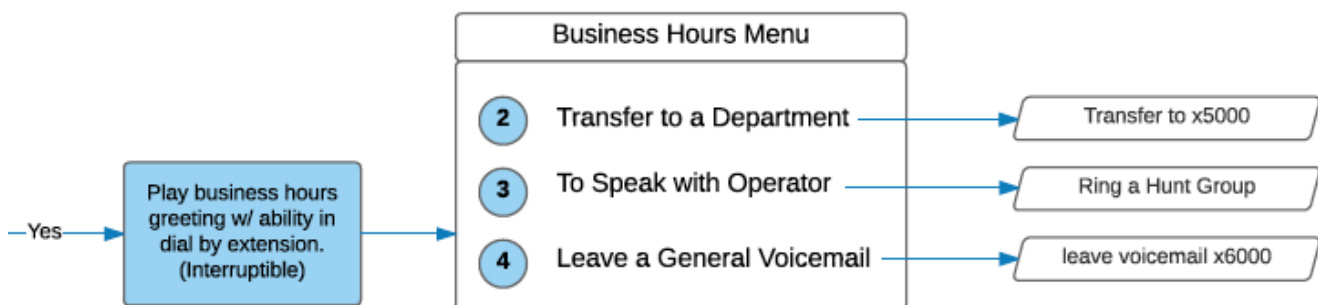 Business Hours Menu
2 Transfer to a Department
Transfer to x5000
3 To Speak with Operator
Ring a Hunt Group
4 Leave a General Voicemail
leave voicemail x6000
Yes
Play business hours
greeting w/ ability in
dial by extension.
(Interruptible)